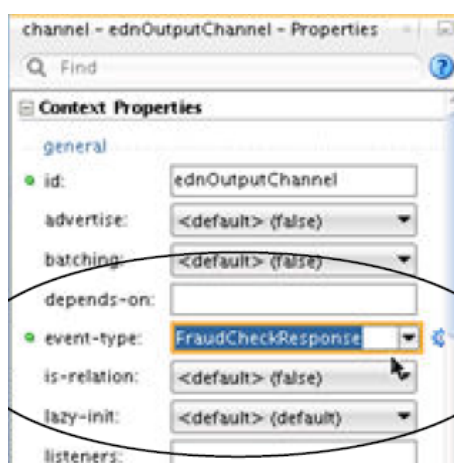 channel - ednOutputChannel - Properties
Find
Context Properties
general
id: ednOutputChannel
advertise: <default> (false)
batching: <default> (false)
depends-on:
event-type: FraudCheckResponse
is-relation: <default> (false)
lazy-init: <default> (default)
listeners: